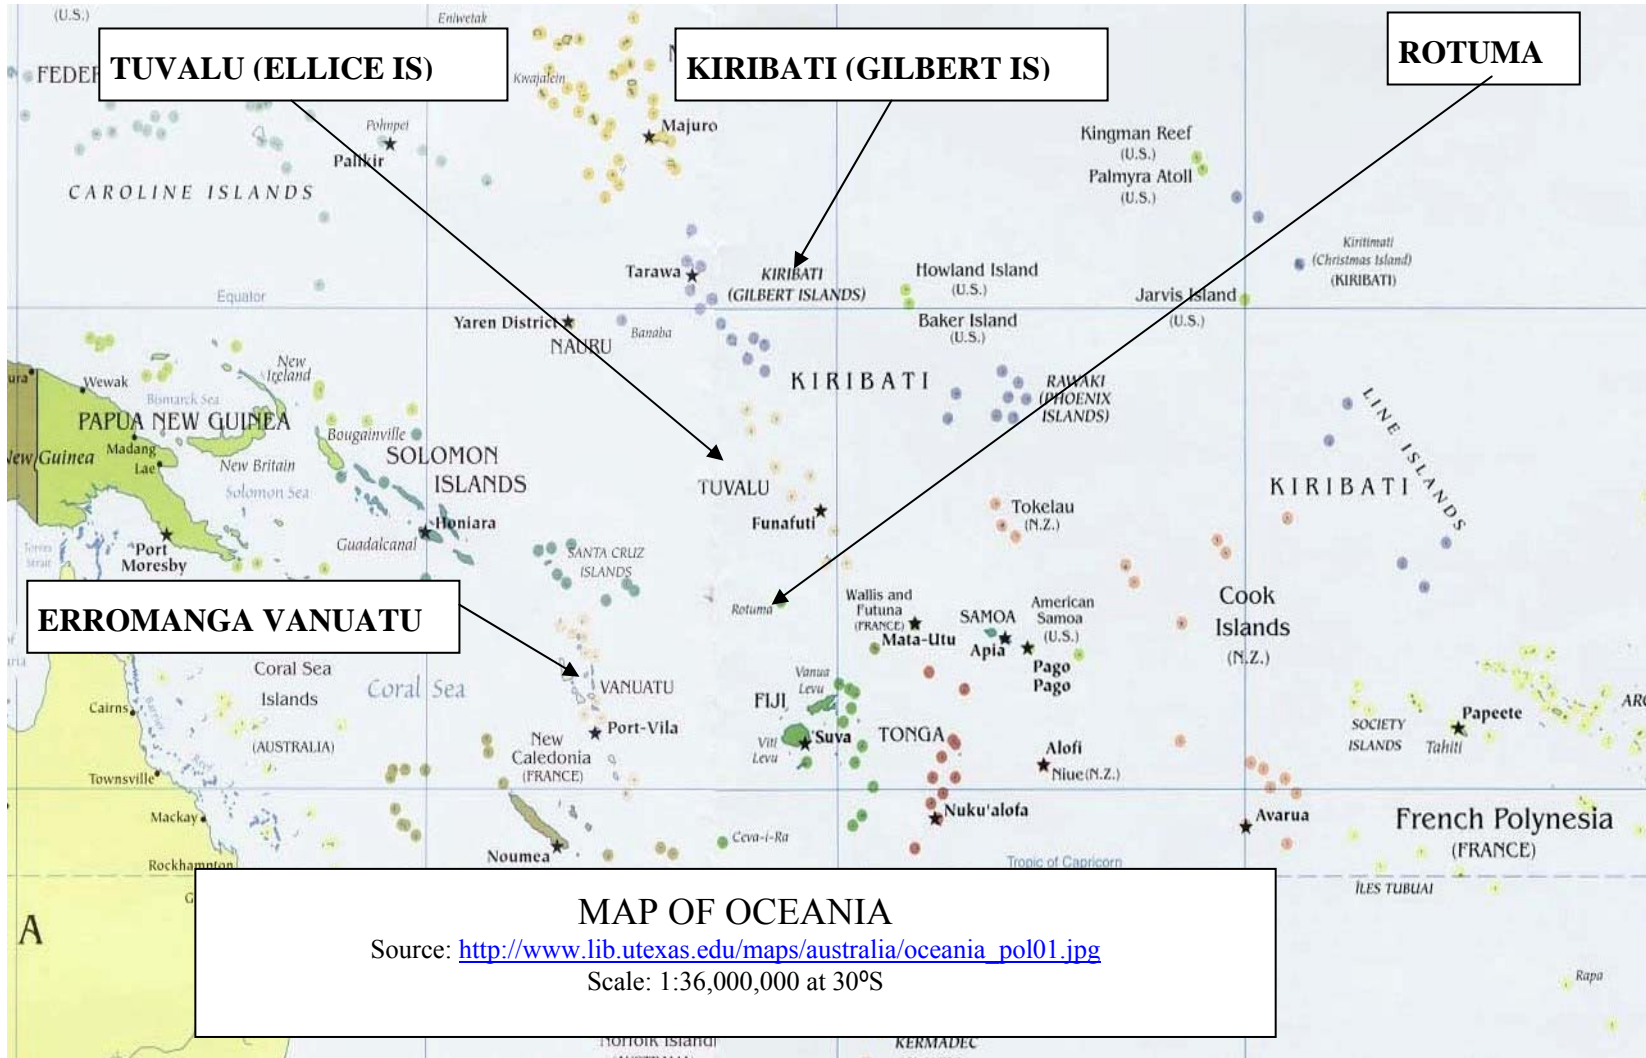 (U.S.)
Eniwetak
TUVALU (ELLICE IS)
KIRIBATI (GILBERT IS)
ROTUMA
FEDER
N
Kwajalein
Pohnpei
Palikir
Majuro
Kingman Reef
(U.S.)
Palmyra Atoll
(U.S.)
CAROLINE ISLANDS
Tarawa
KIRIBATI
(GILBERT ISLANDS)
Howland Island
(U.S.)
Kiritimati
(Christmas Island)
(KIRIBATI)
Equator
Jarvis Island
(U.S.)
Yaren District
NAURU
Banaba
Baker Island
(U.S.)
New
Ireland
Wewak
Bismarck Sea
KIRIBATI
RAWAKI
(PHOENIX
ISLANDS)
PAPUA NEW GUINEA
Bougainville
Madang
Lae
New Guinea
New Britain
Solomon Sea
SOLOMON
ISLANDS
LINE ISLANDS
TUVALU
KIRIBATI
Funafuti
Tokelau
(N.Z.)
Honiara
Guadalcanal
Port
Moresby
Torres
Strait
SANTA CRUZ
ISLANDS
ERROMANGA VANUATU
Rotuma
Wallis and
Futuna
(FRANCE)
Mata-Utu
SAMOA
Apia
American
Samoa
(U.S.)
Pago
Pago
Cook
Islands
(N.Z.)
Coral Sea
Islands
(AUSTRALIA)
Coral Sea
Cairns
Barrier
Reef
VANUATU
Port-Vila
Vanua
Levu
FIJI
Suva
Viti
Levu
TONGA
Alofi
Niue (N.Z.)
SOCIETY
ISLANDS
Papeete
Tahiti
ARC
New
Caledonia
(FRANCE)
Townsville
Mackay
Nuku'alofa
Avarua
French Polynesia
(FRANCE)
Noumea
Ceva-i-Ra
Rockhampton
Tropic of Capricorn
ÎLES TUBUAI
G
A
MAP OF OCEANIA
Source: http://www.lib.utexas.edu/maps/australia/oceania_pol01.jpg
Scale: 1:36,000,000 at 30⁰S
Rapa
Norfolk Island
KERMADEC